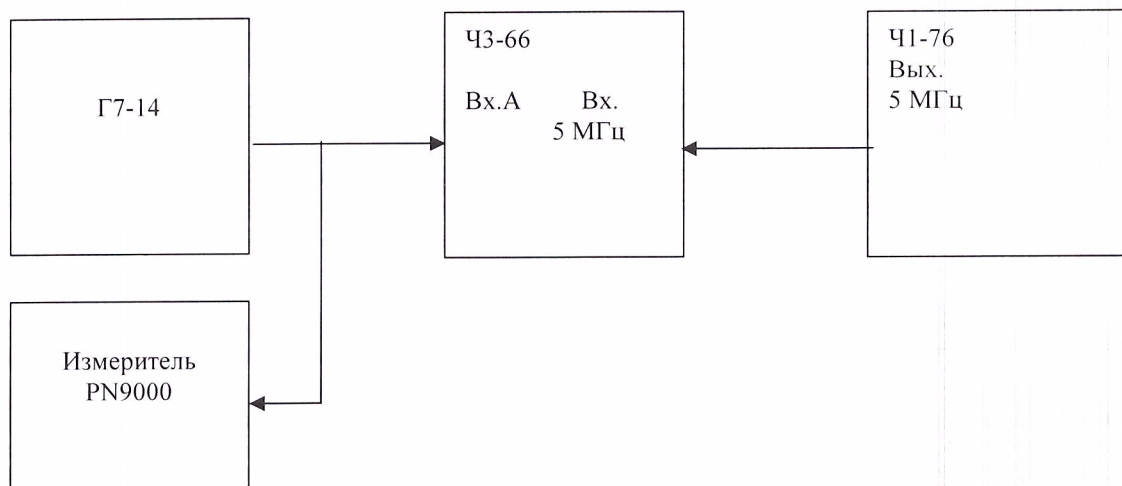 Г7-14
Ч3-66
Вх.А Вх.
5 МГц
Ч1-76
Вых.
5 МГц
Измеритель
PN9000